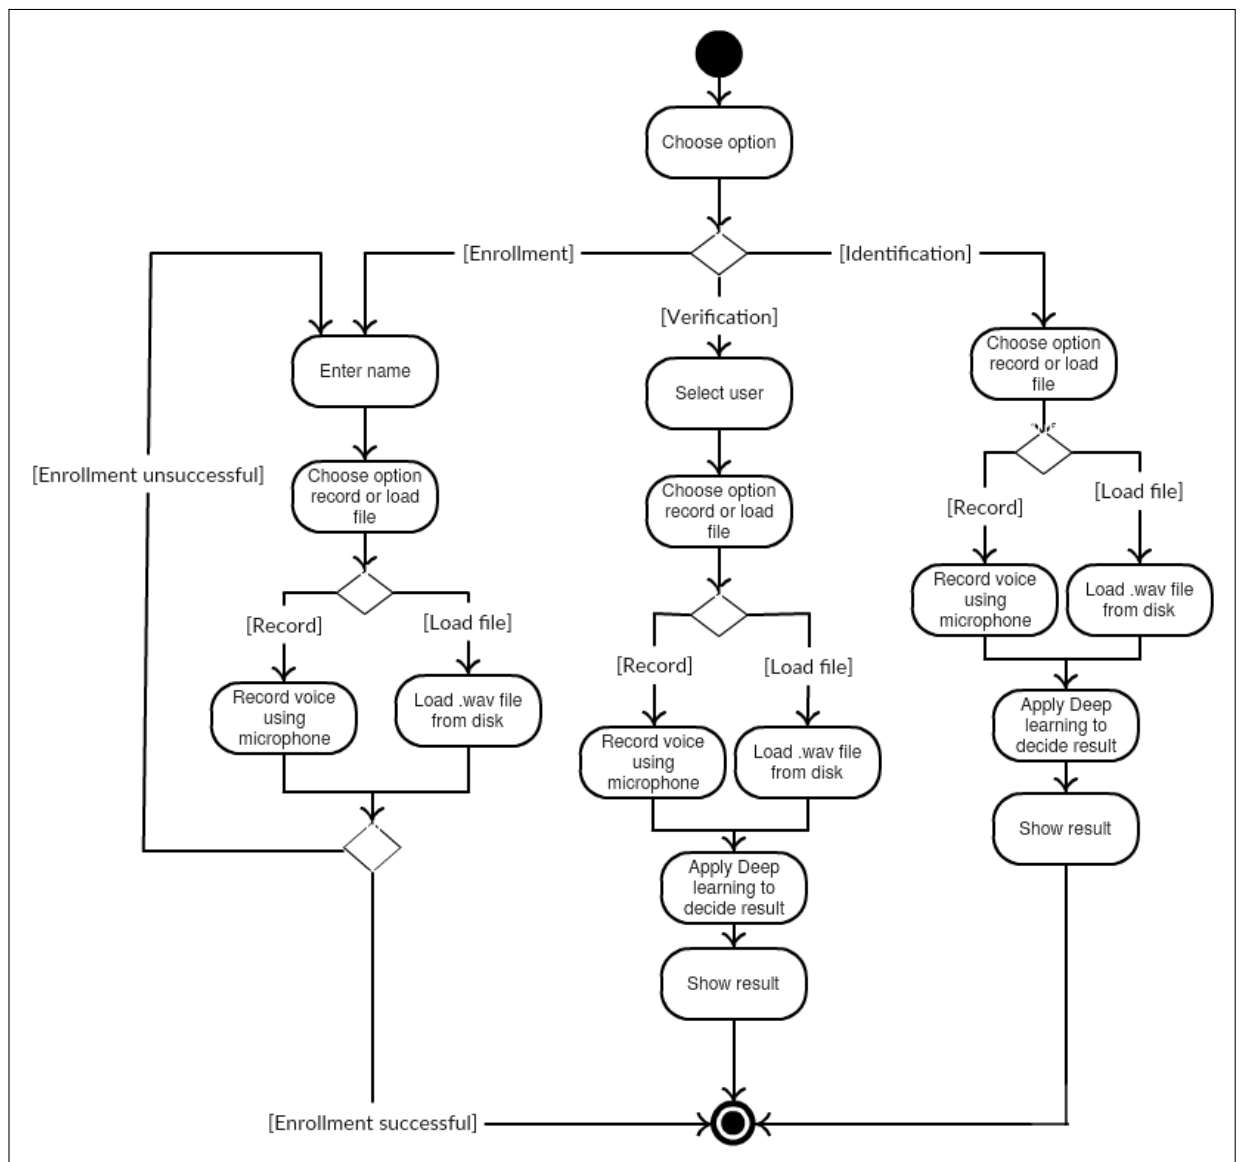 Choose option
[Enrollment]
[Identification]
[Verification]
Enter name
Select user
Choose option
record or load
file
[Enrollment unsuccessful]
Choose option
record or load
file
Choose option
record or load
file
[Record]
[Load file]
[Record]
[Load file]
[Record]
[Load file]
Record voice
using
microphone
Load .wav file
from disk
Record voice
using
microphone
Load .wav file
from disk
Record voice
using
microphone
Load .wav file
from disk
Apply Deep
learning to
decide result
Show result
Apply Deep
learning to
decide result
Show result
[Enrollment successful]